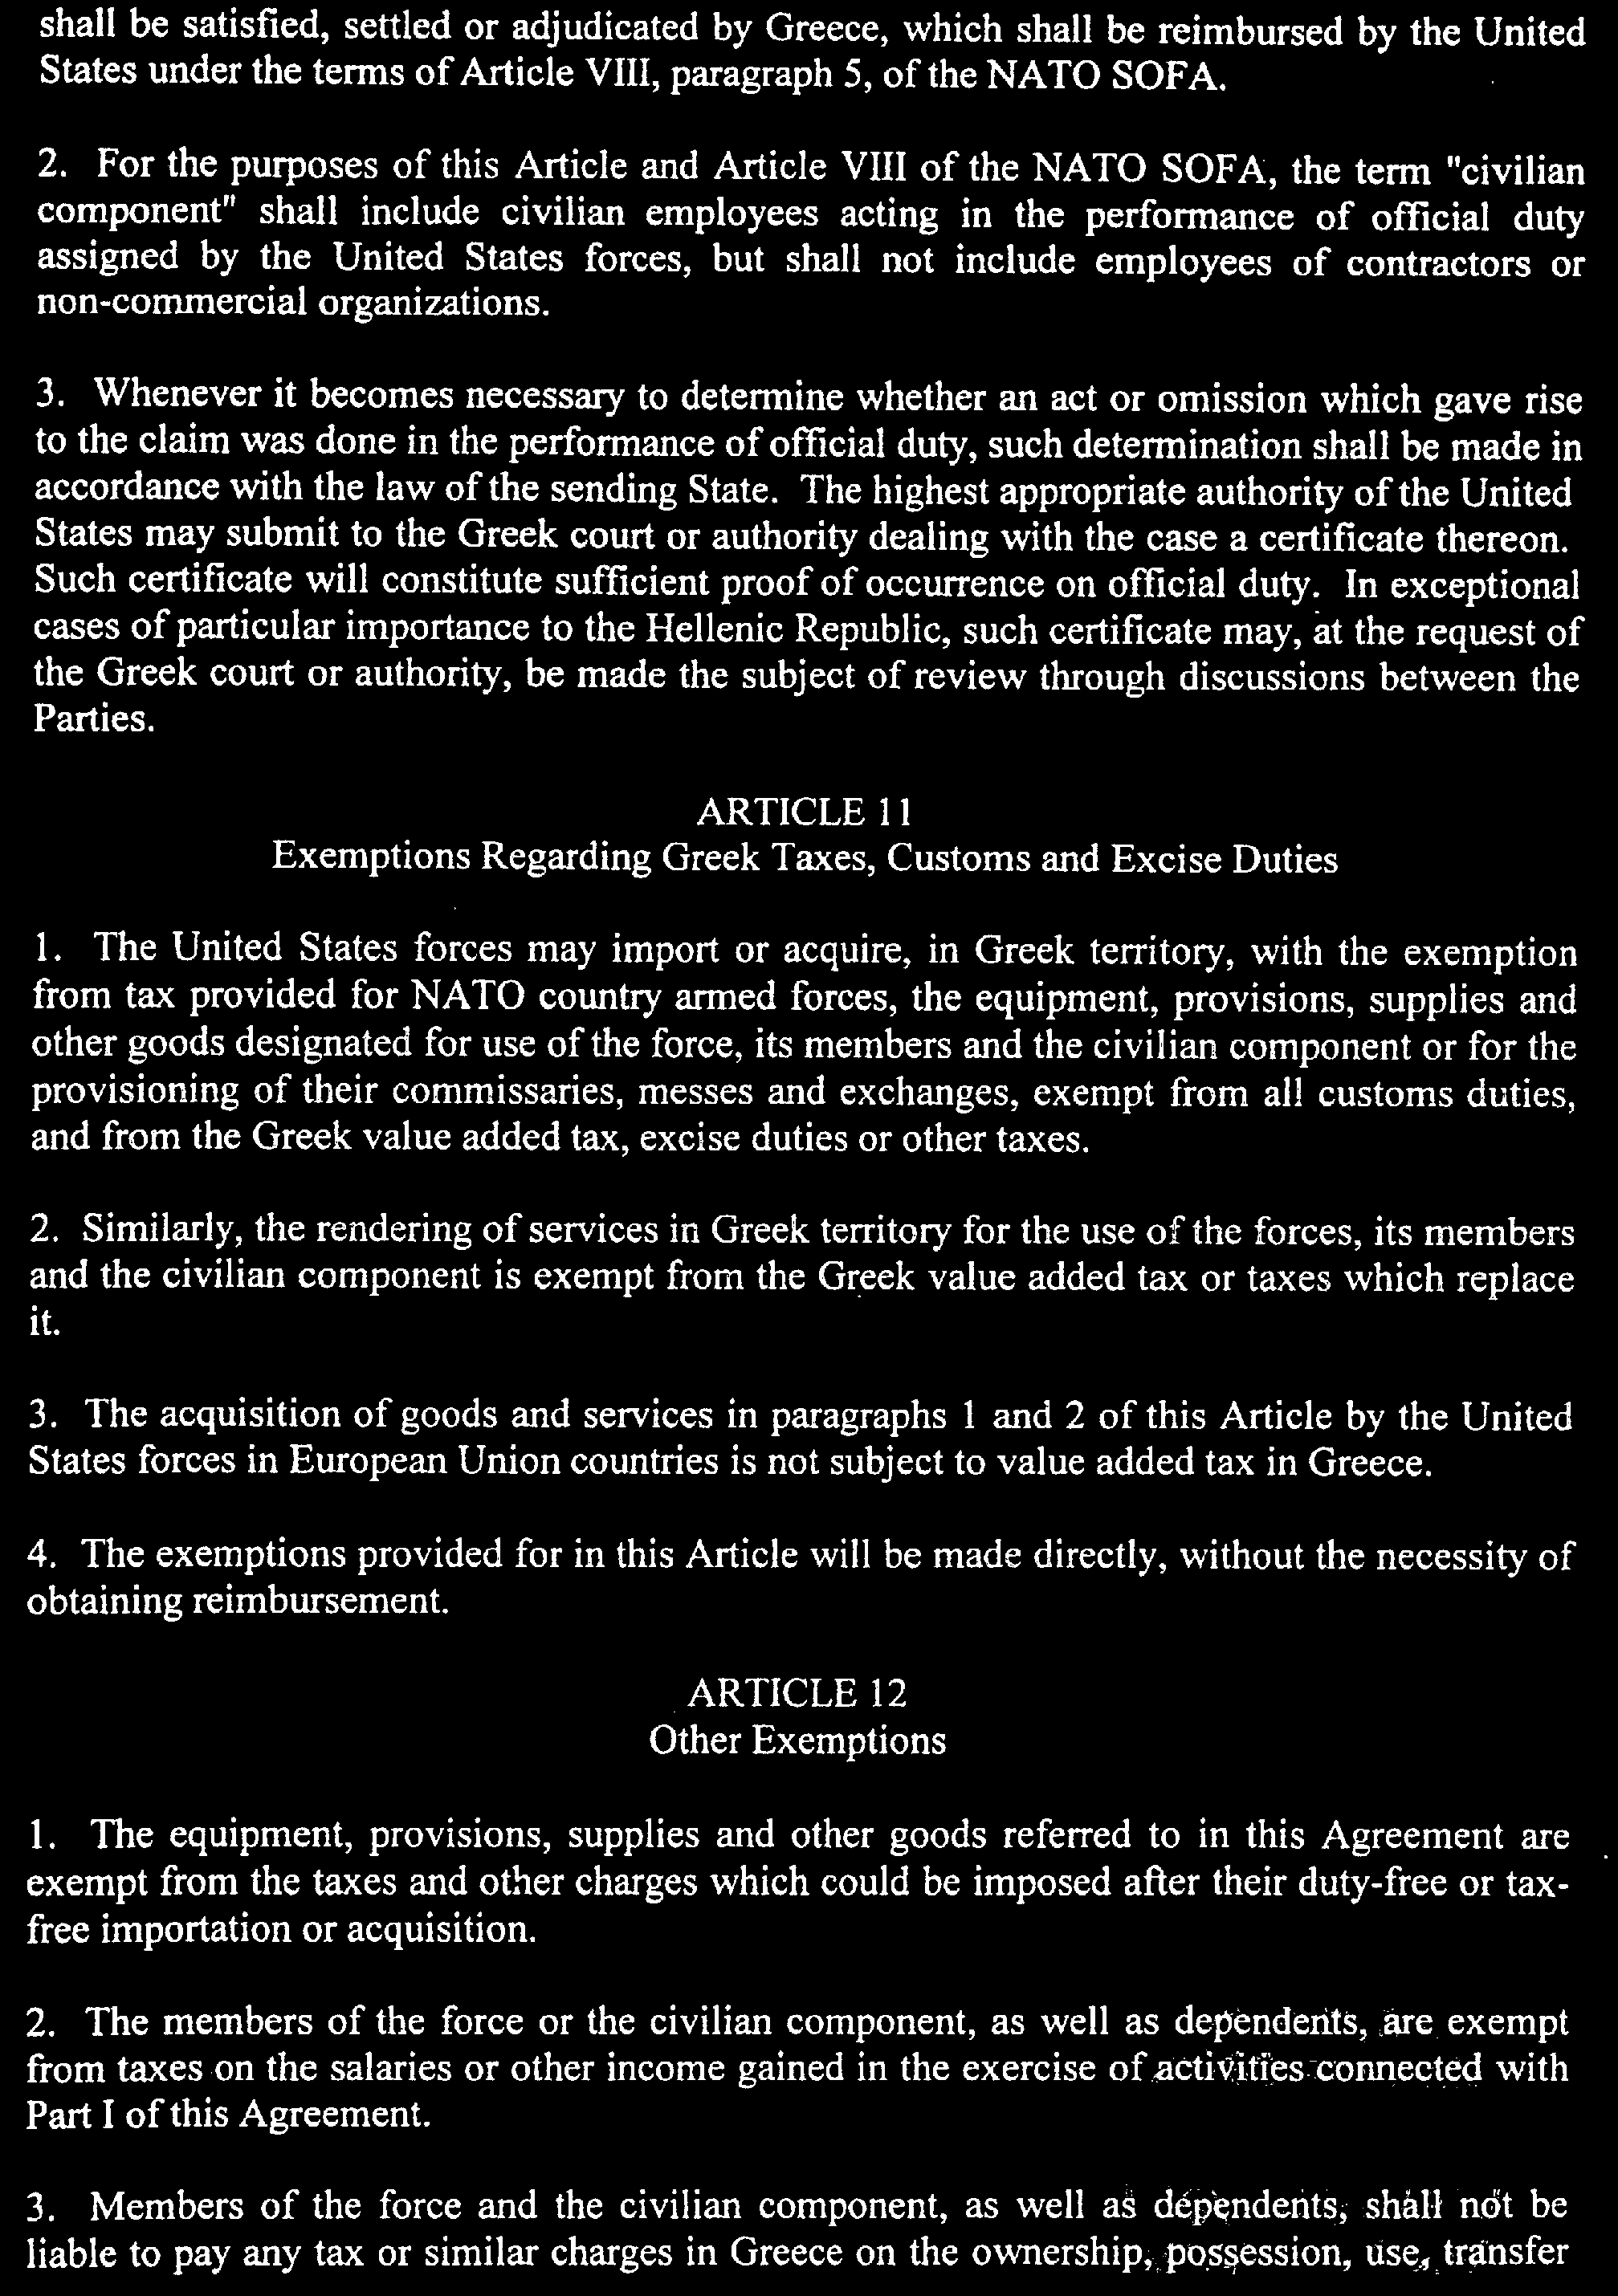 shall be satisfied, settled or adjudicated by Greece, which shall be reimbursed by the United
States under the terms of Article VIII, paragraph 5, of the NATO SOFA.
2. For the purposes of this Article and Article VIII of the NATO SOFA, the term "civilian
component" shall include civilian employees acting in the performance of official duty
assigned by the United States forces, but shall not include employees of contractors or
non-commercial organizations.
3. Whenever it becomes necessary to determine whether an act or omission which gave rise
to the claim was done in the performance of official duty, such determination shall be made in
accordance with the law of the sending State. The highest appropriate authority of the United
States may submit to the Greek court or authority dealing with the case a certificate thereon.
Such certificate will constitute sufficient proof of occurrence on official duty. In exceptional
cases of particular importance to the Hellenic Republic, such certificate may, at the request of
the Greek court or authority, be made the subject of review through discussions between the
Parties.
ARTICLE 11
Exemptions Regarding Greek Taxes, Customs and Excise Duties
1. The United States forces may import or acquire, in Greek territory, with the exemption
from tax provided for NATO country armed forces, the equipment, provisions, supplies and
other goods designated for use of the force, its members and the civilian component or for the
provisioning of their commissaries, messes and exchanges, exempt from all customs duties,
and from the Greek value added tax, excise duties or other taxes.
2. Similarly, the rendering of services in Greek territory for the use of the forces, its members
and the civilian component is exempt from the Greek value added tax or taxes which replace
it.
3. The acquisition of goods and services in paragraphs 1 and 2 of this Article by the United
States forces in European Union countries is not subject to value added tax in Greece.
4. The exemptions provided for in this Article will be made directly, without the necessity of
obtaining reimbursement.
ARTICLE 12
Other Exemptions
1. The equipment, provisions, supplies and other goods referred to in this Agreement are
exempt from the taxes and other charges which could be imposed after their duty-free or tax-
free importation or acquisition.
2. The members of the force or the civilian component, as well as dependents, are exempt
from taxes on the salaries or other income gained in the exercise of activities connected with
Part I of this Agreement.
3. Members of the force and the civilian component, as well as dependents, shall not be
liable to pay any tax or similar charges in Greece on the ownership, possession, use, transfer